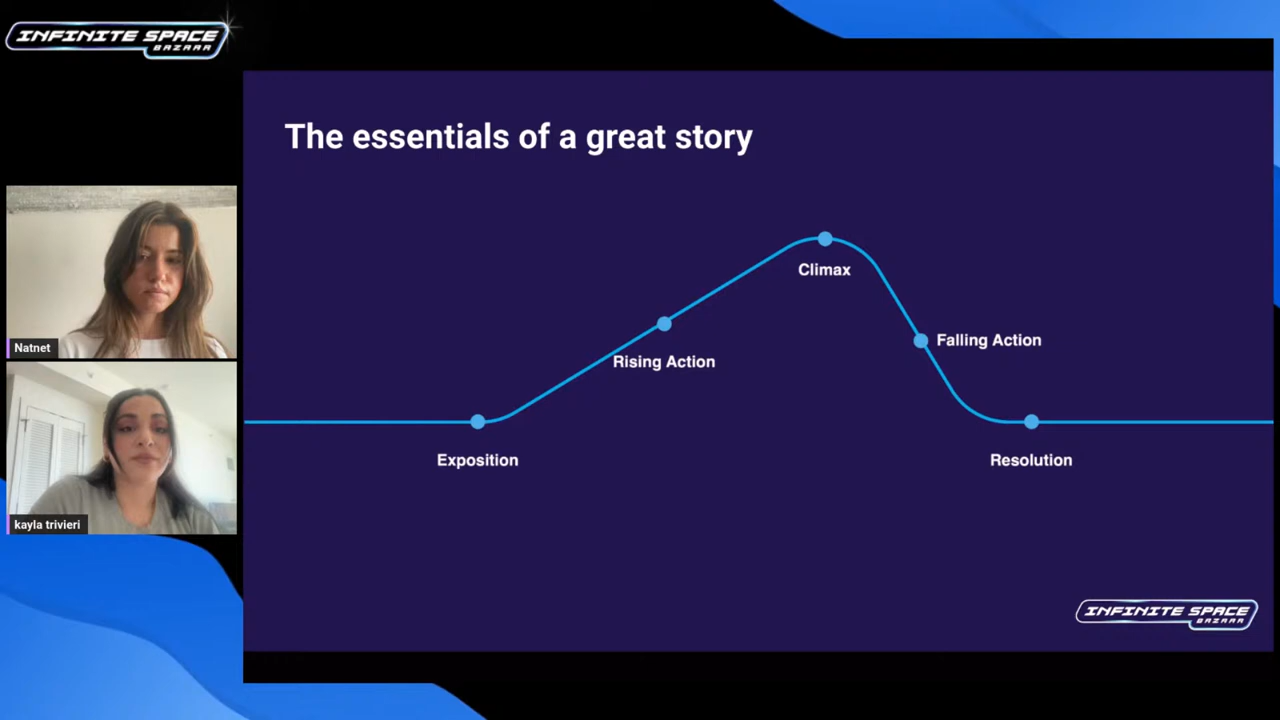 INFINITE SPACE
BAZAAR
The essentials of a great story
Climax
Falling Action
Rising Action
Exposition
Resolution
Natnet
kayla trivieri
INFINITE SPACE
BAZAAR